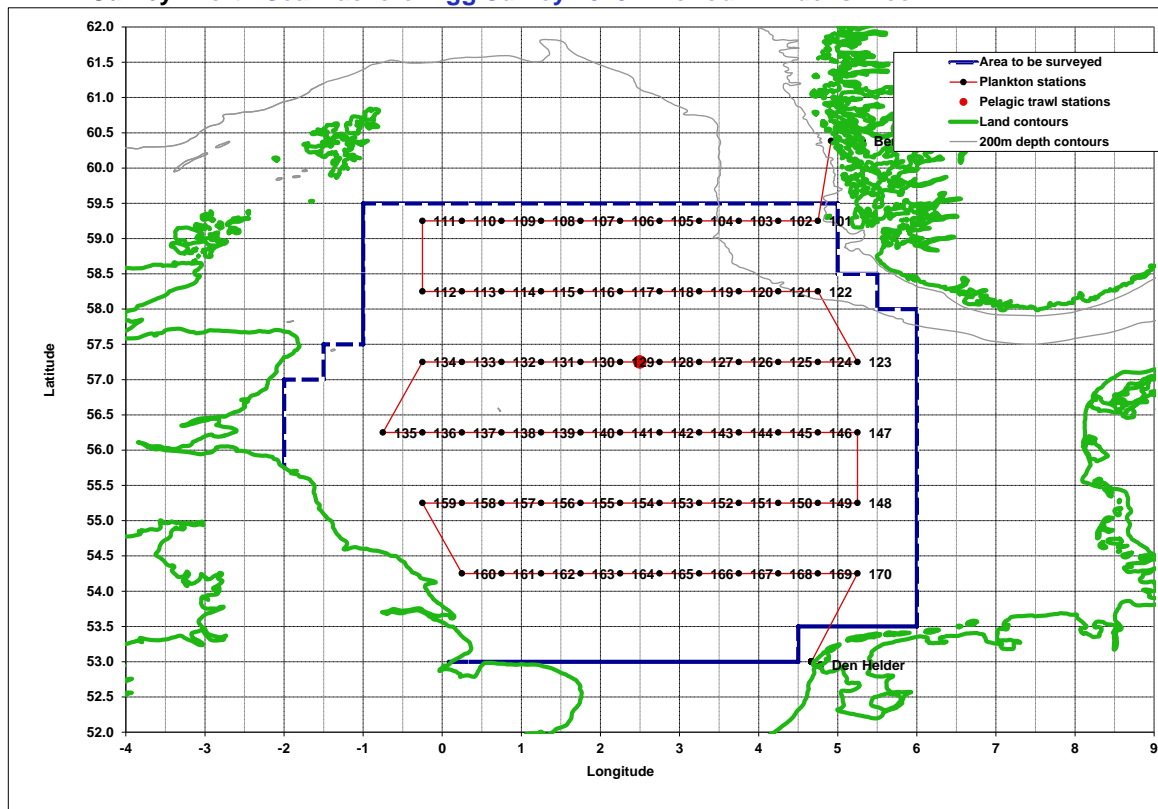 Survey North Sea Egg Survey
62.0
61.5
Area to be surveyed
Plankton stations
61.0
Pelagic trawl stations
Land contours
60.5
200m depth contours
60.0
59.5
111 110 109 108 107 106 105 104 103 102 101
59.0
58.5
112 113 114 115 116 117 118 119 120 121 122
58.0
57.5
134 133 132 131 130 129 128 127 126 125 124 123
57.0
Latitude
56.5
135 136 137 138 139 140 141 142 143 144 145 146 147
56.0
55.5
159 158 157 156 155 154 153 152 151 150 149 148
55.0
54.5
160 161 162 163 164 165 166 167 168 169 170
54.0
53.5
53.0
Den Helder
52.5
52.0
-4 -3 -2 -1 0 1 2 3 4 5 6 7 8 9
Longitude